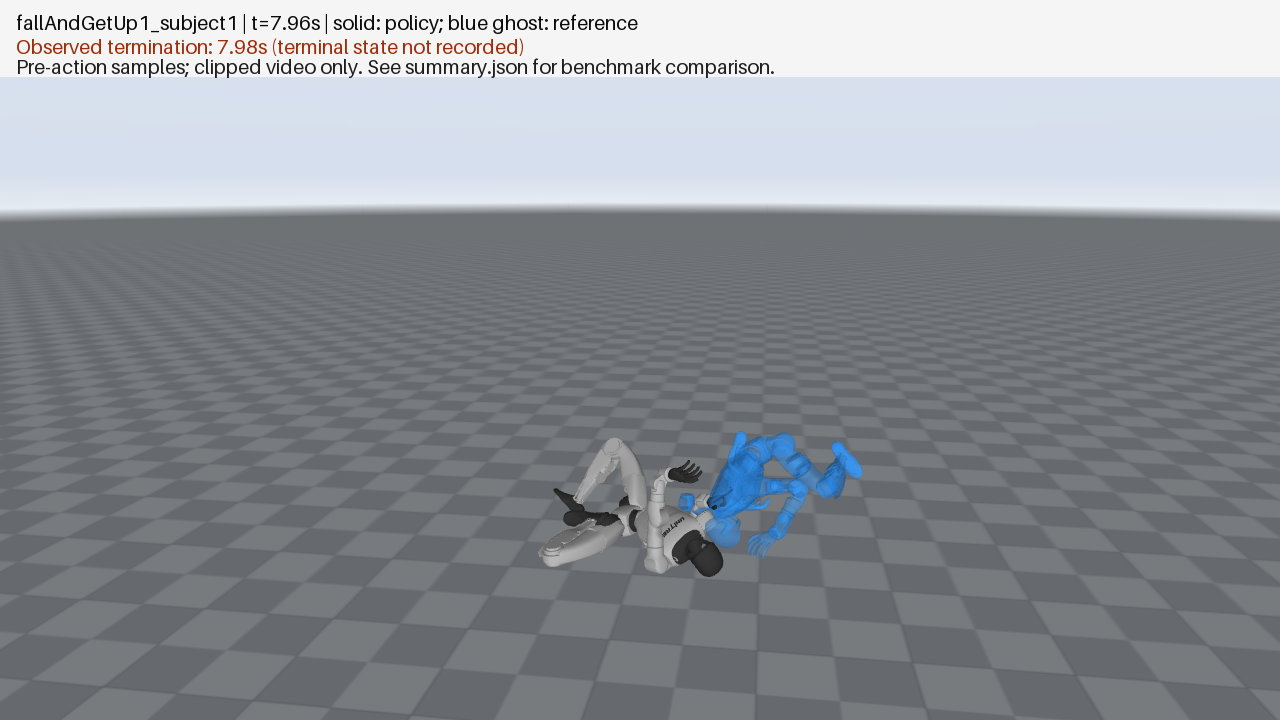 fallAndGetUp1_subject1 | t=7.96s | solid: policy; blue ghost: reference
Observed termination: 7.98s (terminal state not recorded)
Pre-action samples; clipped video only. See summary.json for benchmark comparison.